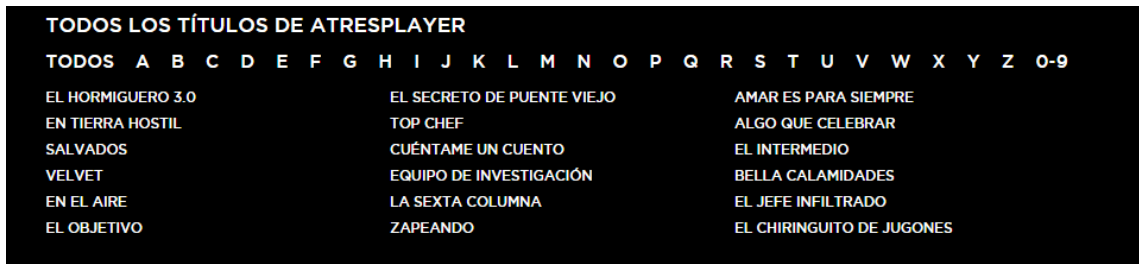 TODOS LOS TÍTULOS DE ATRESPLAYER
TODOS A B C D E F G H I J K L M N O P Q R S T U V W X Y Z 0-9
EL HORMIGUERO 3.0 EL SECRETO DE PUENTE VIEJO AMAR ES PARA SIEMPRE
EN TIERRA HOSTIL TOP CHEF ALGO QUE CELEBRAR
SALVADOS CUÉNTAME UN CUENTO EL INTERMEDIO
VELVET EQUIPO DE INVESTIGACIÓN BELLA CALAMIDADES
EN EL AIRE LA SEXTA COLUMNA EL JEFE INFILTRADO
EL OBJETIVO ZAPEANDO EL CHIRINGUITO DE JUGONES